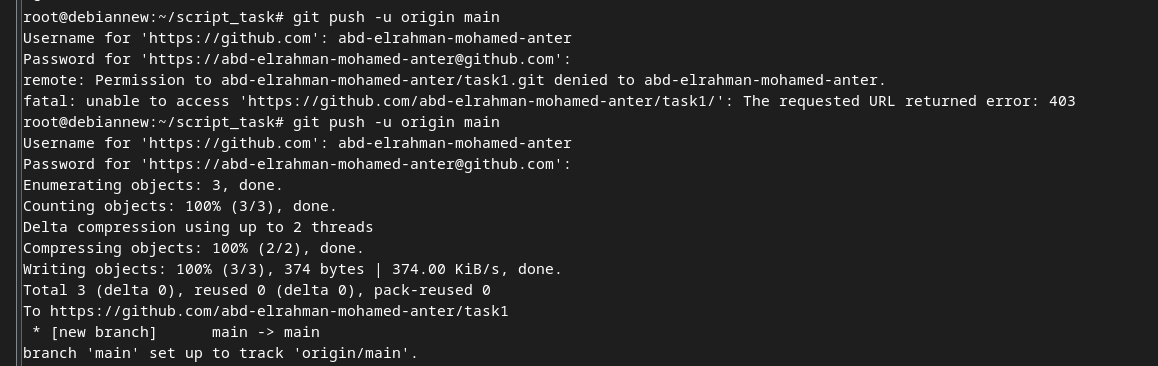 root@debiannew:~/script_task# git push -u origin main
Username for 'https://github.com': abd-elrahman-mohamed-anter
Password for 'https://abd-elrahman-mohamed-anter@github.com':
remote: Permission to abd-elrahman-mohamed-anter/task1.git denied to abd-elrahman-mohamed-anter.
fatal: unable to access 'https://github.com/abd-elrahman-mohamed-anter/task1/': The requested URL returned error: 403
root@debiannew:~/script_task# git push -u origin main
Username for 'https://github.com': abd-elrahman-mohamed-anter
Password for 'https://abd-elrahman-mohamed-anter@github.com':
Enumerating objects: 3, done.
Counting objects: 100% (3/3), done.
Delta compression using up to 2 threads
Compressing objects: 100% (2/2), done.
Writing objects: 100% (3/3), 374 bytes | 374.00 KiB/s, done.
Total 3 (delta 0), reused 0 (delta 0), pack-reused 0
To https://github.com/abd-elrahman-mohamed-anter/task1
 * [new branch]      main -> main
branch 'main' set up to track 'origin/main'.